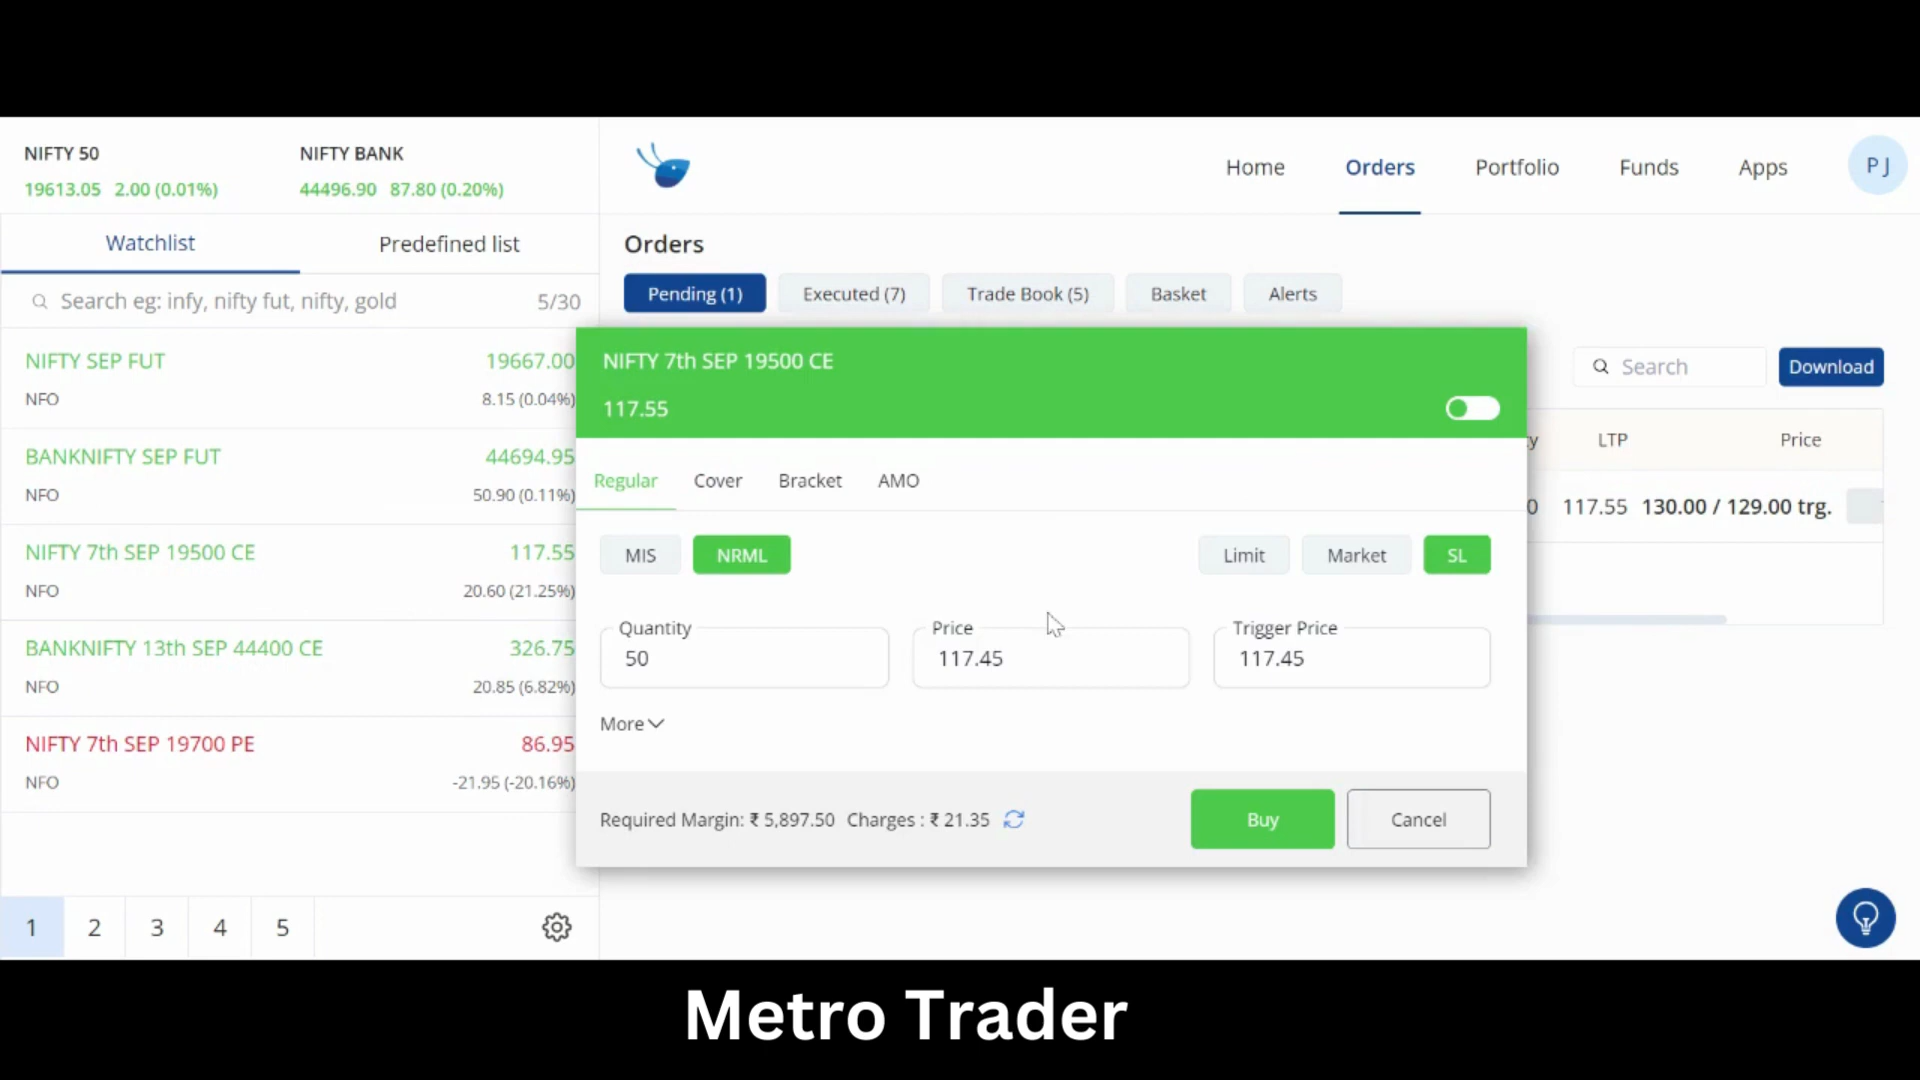 NIFTY 50
19613.05 2.00 (0.01%)
NIFTY BANK
44496.90 87.80 (0.20%)
Home Orders Portfolio Funds Apps PJ
Watchlist Predefined list
Search eg: infy, nifty fut, nifty, gold 5/30
NIFTY SEP FUT 19667.00
NFO 8.15 (0.04%)
BANKNIFTY SEP FUT 44694.95
NFO 50.90 (0.11%)
NIFTY 7th SEP 19500 CE 117.55
NFO 20.60 (21.25%)
BANKNIFTY 13th SEP 44400 CE 326.75
NFO 20.85 (6.82%)
NIFTY 7th SEP 19700 PE 86.95
NFO -21.95 (-20.16%)
1 2 3 4 5
Orders
Pending (1) Executed (7) Trade Book (5) Basket Alerts
Search Download
y LTP Price
0 117.55 130.00 / 129.00 trg.
NIFTY 7th SEP 19500 CE
117.55
Regular Cover Bracket AMO
MIS NRML Limit Market SL
Quantity Price Trigger Price
50 117.45 117.45
More
Required Margin: ₹ 5,897.50 Charges : ₹ 21.35 Buy Cancel
Metro Trader